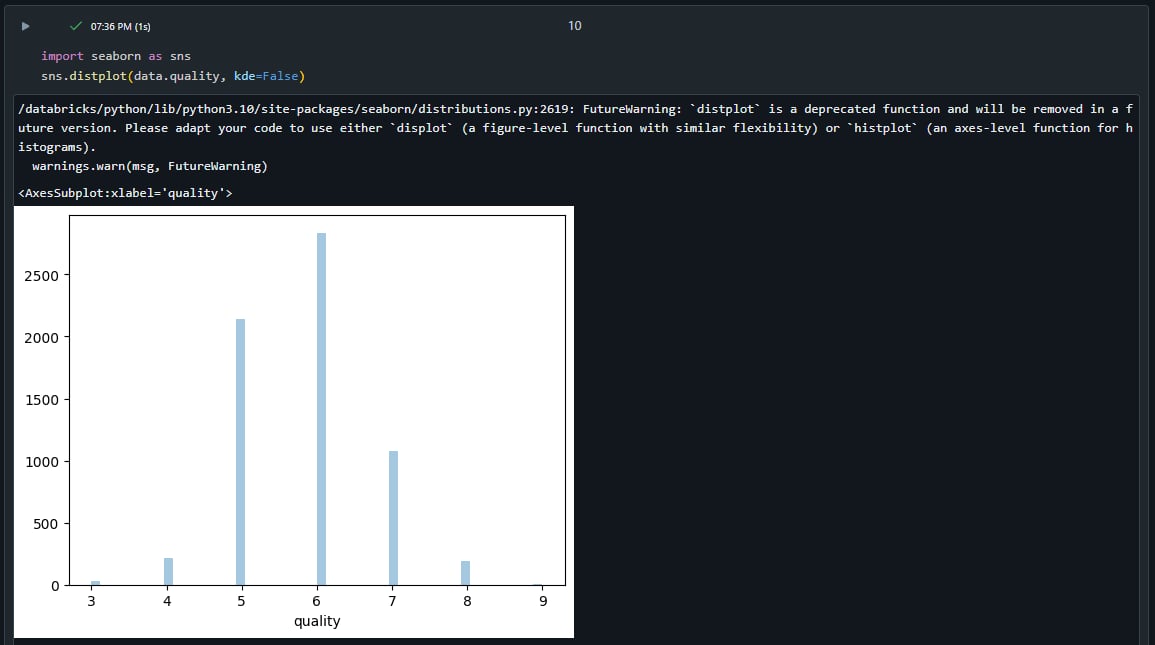 07:36 PM (1s)
10
import seaborn as sns
sns.distplot(data.quality, kde=False)
/databricks/python/lib/python3.10/site-packages/seaborn/distributions.py:2619: FutureWarning: `distplot` is a deprecated function and will be removed in a f
uture version. Please adapt your code to use either `displot` (a figure-level function with similar flexibility) or `histplot` (an axes-level function for h
istograms).
warnings.warn(msg, FutureWarning)
<AxesSubplot:xlabel='quality'>
2500
2000
1500
1000
500
0
3 4 5 6 7 8 9
quality